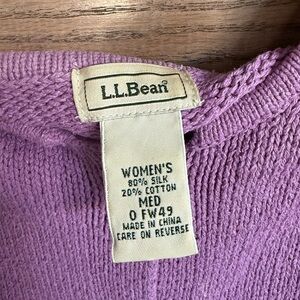 L.L.Bean
WOMEN'S
80% SILK
20% COTTON
MED
0 FW49
MADE IN CHINA
CARE ON REVERSE